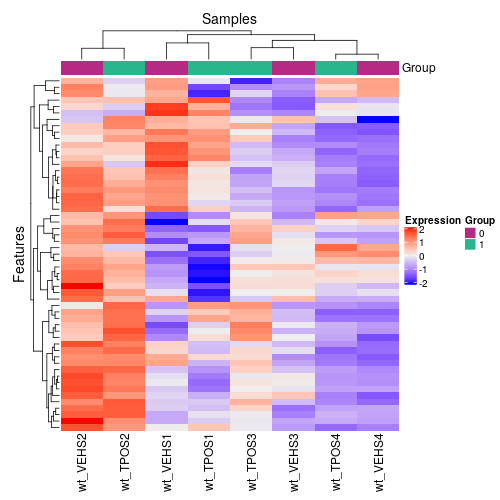 Samples
Group
Features
Expression Group
2 0
1 1
0
-1
-2
wt_VEHS2
wt_TPOS2
wt_VEHS1
wt_TPOS1
wt_TPOS3
wt_VEHS3
wt_TPOS4
wt_VEHS4